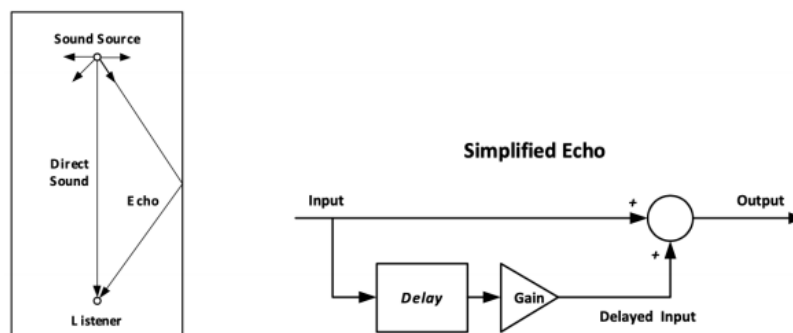 Sound Source
Direct
Sound
Echo
Listener
Simplified Echo
Input
+
Output
+
Delay
Gain
Delayed Input